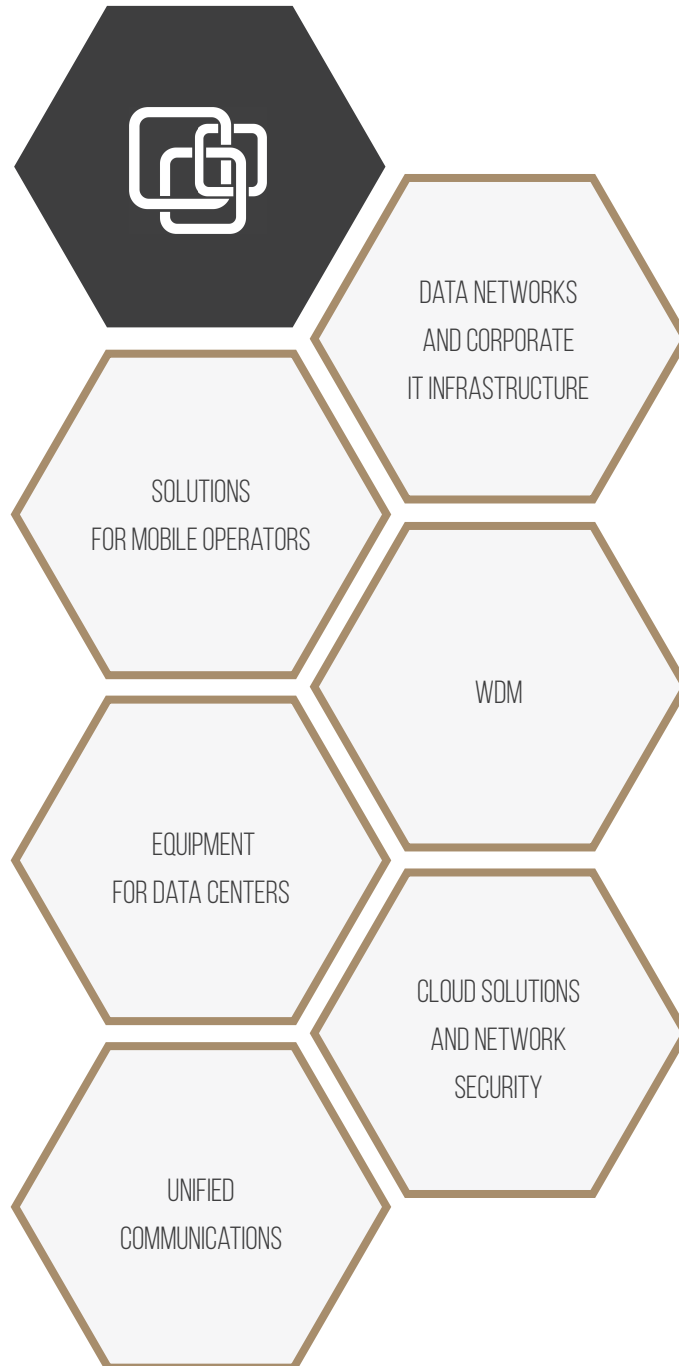 DATA NETWORKS
AND CORPORATE
IT INFRASTRUCTURE
SOLUTIONS
FOR MOBILE OPERATORS
WDM
EQUIPMENT
FOR DATA CENTERS
CLOUD SOLUTIONS
AND NETWORK
SECURITY
UNIFIED
COMMUNICATIONS